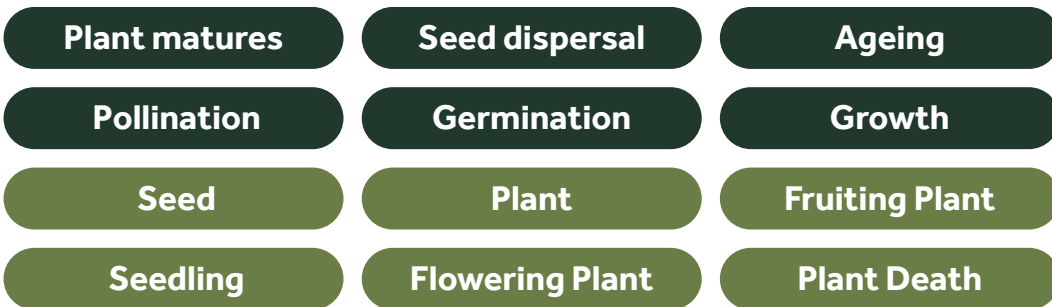 Plant matures
Seed dispersal
Ageing
Pollination
Germination
Growth
Seed
Plant
Fruiting Plant
Seedling
Flowering Plant
Plant Death